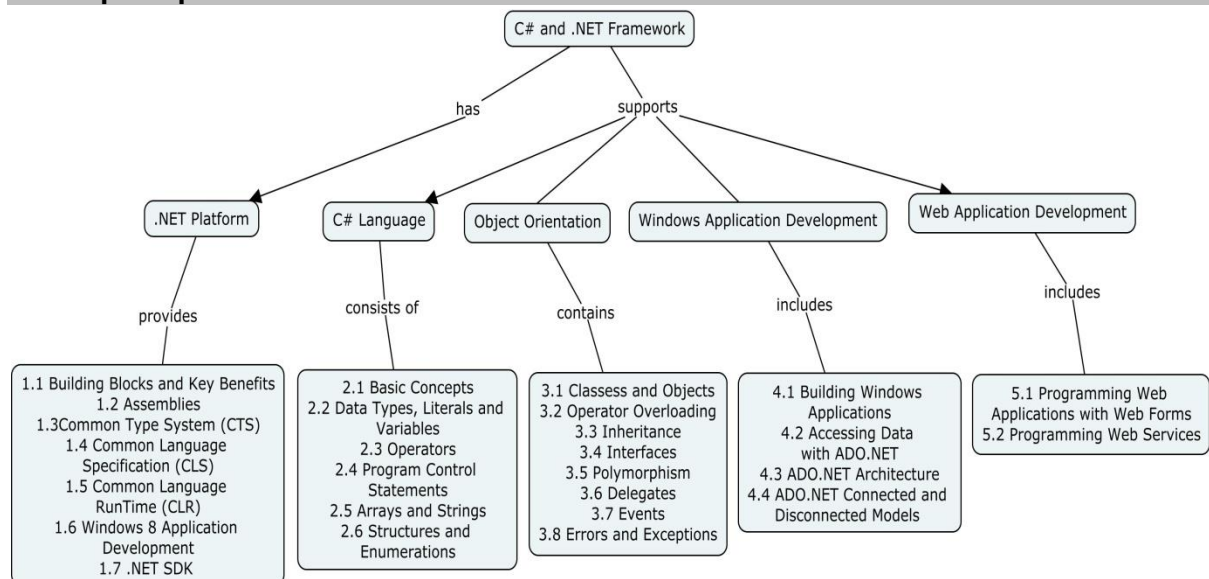 C# and .NET Framework
has
supports
.NET Platform
C# Language
Object Orientation
Windows Application Development
Web Application Development
provides
consists of
contains
includes
includes
1.1 Building Blocks and Key Benefits
1.2 Assemblies
1.3Common Type System (CTS)
1.4 Common Language
Specification (CLS)
1.5 Common Language
RunTime (CLR)
1.6 Windows 8 Application
Development
1.7 .NET SDK
2.1 Basic Concepts
2.2 Data Types, Literals and
Variables
2.3 Operators
2.4 Program Control
Statements
2.5 Arrays and Strings
2.6 Structures and
Enumerations
3.1 Classess and Objects
3.2 Operator Overloading
3.3 Inheritance
3.4 Interfaces
3.5 Polymorphism
3.6 Delegates
3.7 Events
3.8 Errors and Exceptions
4.1 Building Windows
Applications
4.2 Accessing Data
with ADO.NET
4.3 ADO.NET Architecture
4.4 ADO.NET Connected and
Disconnected Models
5.1 Programming Web
Applications with Web Forms
5.2 Programming Web Services